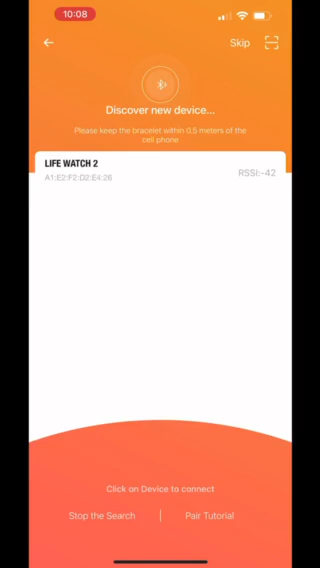 10:08
Skip
Discover new device...
Please keep the bracelet within 0.5 meters of the
cell phone
LIFE WATCH 2
A1:E2:F2:D2:E4:26
RSSI:-42
Click on Device to connect
Stop the Search
Pair Tutorial